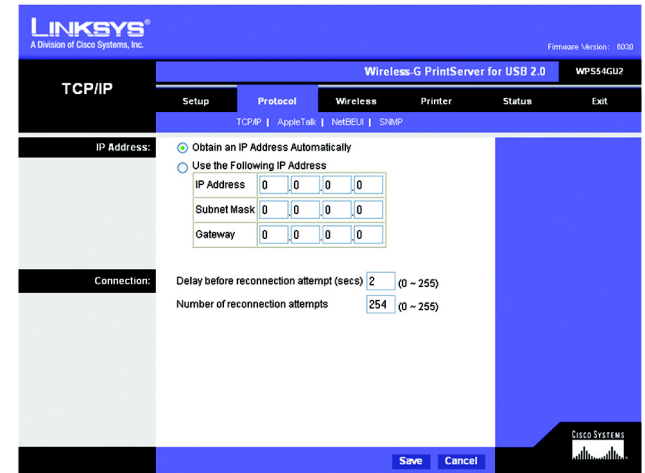 LINKSYS®
A Division of Cisco Systems, Inc.
Firmware Version: 6030
Wireless-G PrintServer for USB 2.0 WPS54GU2
TCP/IP
Setup Protocol Wireless Printer Status Exit
TCP/IP | AppleTalk | NetBEUI | SNMP
IP Address: Obtain an IP Address Automatically
Use the Following IP Address
IP Address 0 .0 .0 .0
Subnet Mask 0 .0 .0 .0
Gateway 0 .0 .0 .0
Connection: Delay before reconnection attempt (secs) 2 (0 ~ 255)
Number of reconnection attempts 254 (0 ~ 255)
CISCO SYSTEMS
Save Cancel